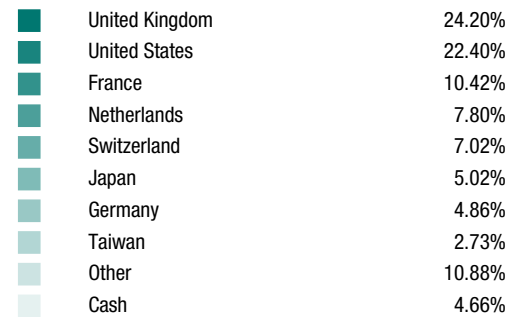 United Kingdom 24.20%
United States 22.40%
France 10.42%
Netherlands 7.80%
Switzerland 7.02%
Japan 5.02%
Germany 4.86%
Taiwan 2.73%
Other 10.88%
Cash 4.66%